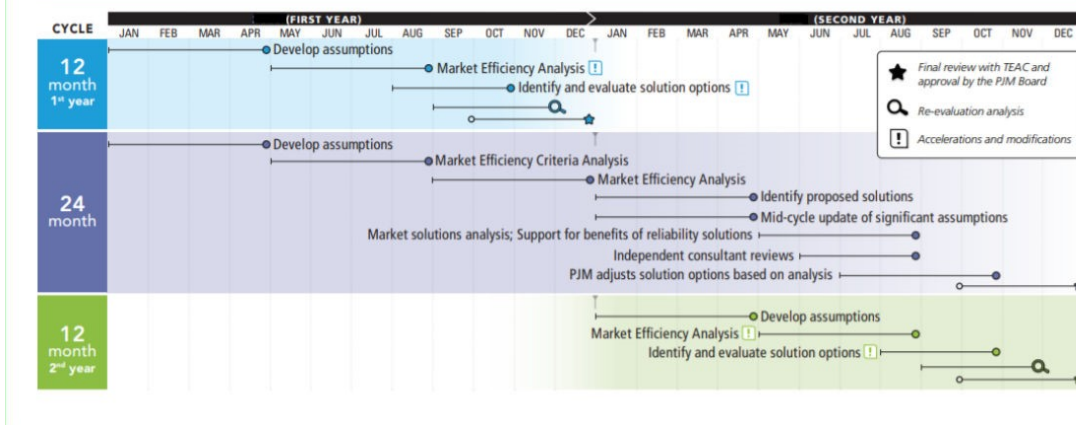 (FIRST YEAR) (SECOND YEAR)
CYCLE JAN FEB MAR APR MAY JUN JUL AUG SEP OCT NOV DEC JAN FEB MAR APR MAY JUN JUL AUG SEP OCT NOV DEC
12
month
1st year
Develop assumptions
Market Efficiency Analysis !
Identify and evaluate solution options !
Final review with TEAC and
approval by the PJM Board
Re-evaluation analysis
! Accelerations and modifications
24
month
Develop assumptions
Market Efficiency Criteria Analysis
Market Efficiency Analysis
Identify proposed solutions
Mid-cycle update of significant assumptions
Market solutions analysis; Support for benefits of reliability solutions
Independent consultant reviews
PJM adjusts solution options based on analysis
12
month
2nd year
Develop assumptions
Market Efficiency Analysis !
Identify and evaluate solution options !